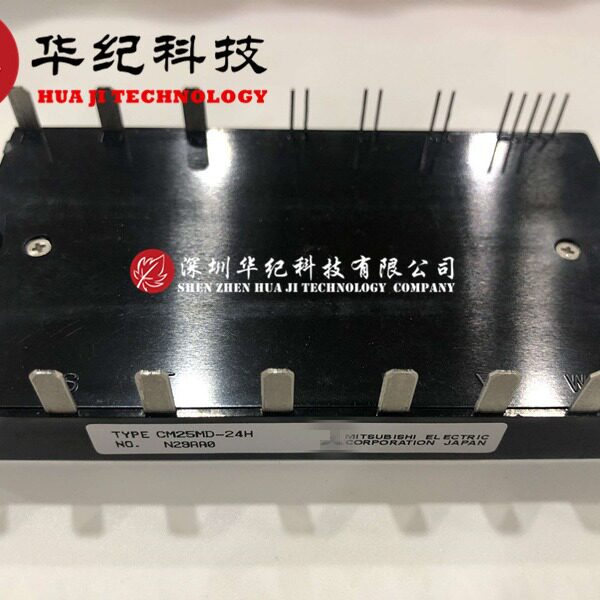 华纪科技
HUA JI TECHNOLOGY
深圳华纪科技有限公司
SHEN ZHEN HUA JI TECHNOLOGY COMPANY
W
TYPE CM25MD-24H
NO. N29AA0
MITSUBISHI ELECTRIC
CORPORATION JAPAN